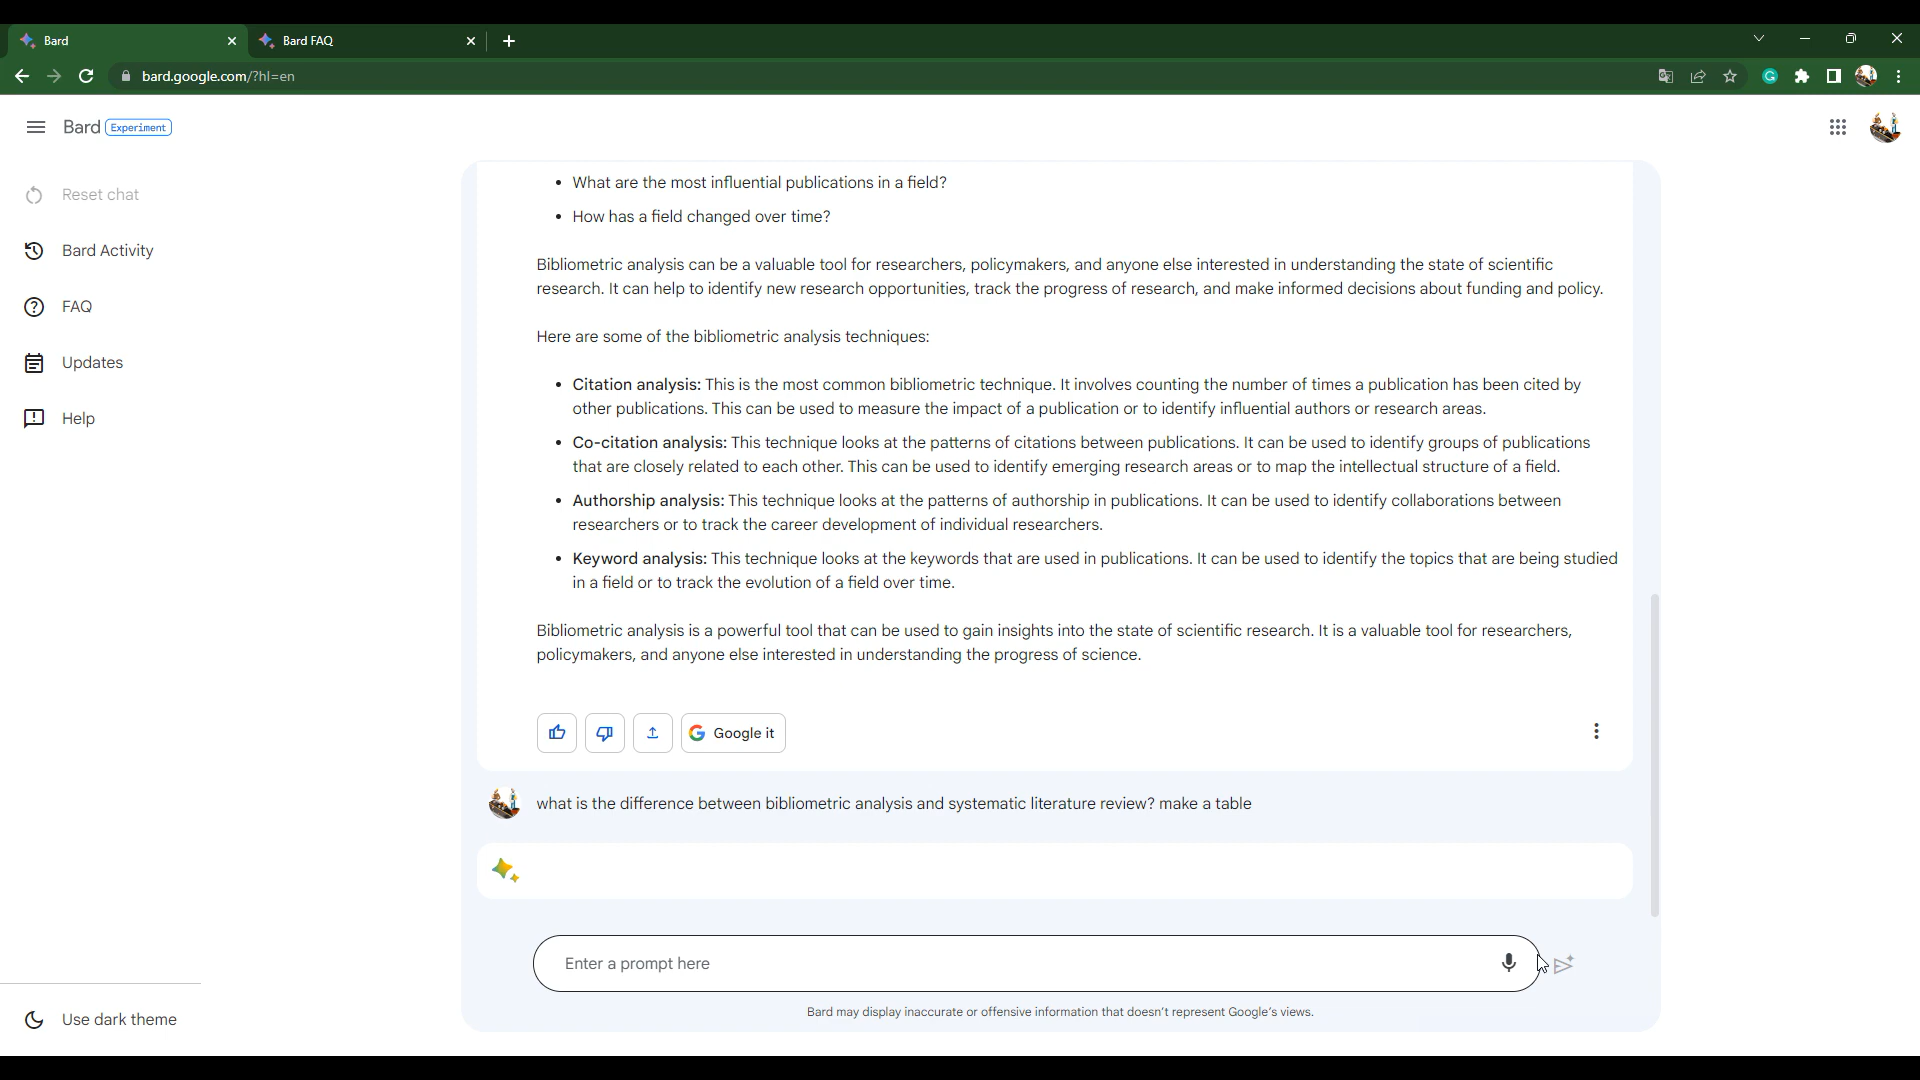 Bard
Bard FAQ
bard.google.com/?hl=en
Bard Experiment
Reset chat
Bard Activity
FAQ
Updates
Help
Use dark theme
• What are the most influential publications in a field?
• How has a field changed over time?
Bibliometric analysis can be a valuable tool for researchers, policymakers, and anyone else interested in understanding the state of scientific
research. It can help to identify new research opportunities, track the progress of research, and make informed decisions about funding and policy.
Here are some of the bibliometric analysis techniques:
• Citation analysis: This is the most common bibliometric technique. It involves counting the number of times a publication has been cited by
other publications. This can be used to measure the impact of a publication or to identify influential authors or research areas.
• Co-citation analysis: This technique looks at the patterns of citations between publications. It can be used to identify groups of publications
that are closely related to each other. This can be used to identify emerging research areas or to map the intellectual structure of a field.
• Authorship analysis: This technique looks at the patterns of authorship in publications. It can be used to identify collaborations between
researchers or to track the career development of individual researchers.
• Keyword analysis: This technique looks at the keywords that are used in publications. It can be used to identify the topics that are being studied
in a field or to track the evolution of a field over time.
Bibliometric analysis is a powerful tool that can be used to gain insights into the state of scientific research. It is a valuable tool for researchers,
policymakers, and anyone else interested in understanding the progress of science.
Google it
what is the difference between bibliometric analysis and systematic literature review? make a table
Enter a prompt here
Bard may display inaccurate or offensive information that doesn't represent Google's views.